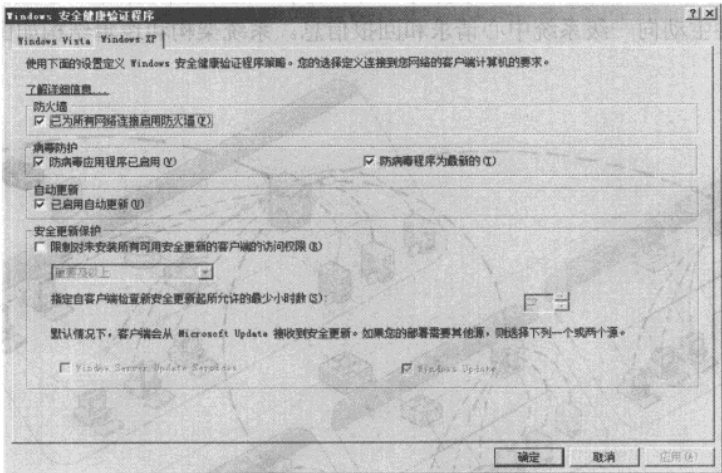 Windows 安全健康验证程序
Windows Vista Windows XP
使用下面的设置定义 Windows 安全健康验证程序策略。您的选择定义连接到您网络的客户端计算机的要求。
了解详细信息...
防火墙
已为所有网络连接启用防火墙(F)
病毒防护
防病毒应用程序已启用(V) 防病毒程序为最新的(T)
自动更新
已启用自动更新(U)
安全更新保护
限制对未安装所有可用安全更新的客户端的访问权限(R)
重要及以上
指定自客户端检查新安全更新起所允许的最少小时数(S):
默认情况下，客户端会从 Microsoft Update 接收到安全更新。如果您的部署需要其他源，则选择下列一个或两个源。
Windows Server Update Services Windows Update
确定 取消 应用(A)